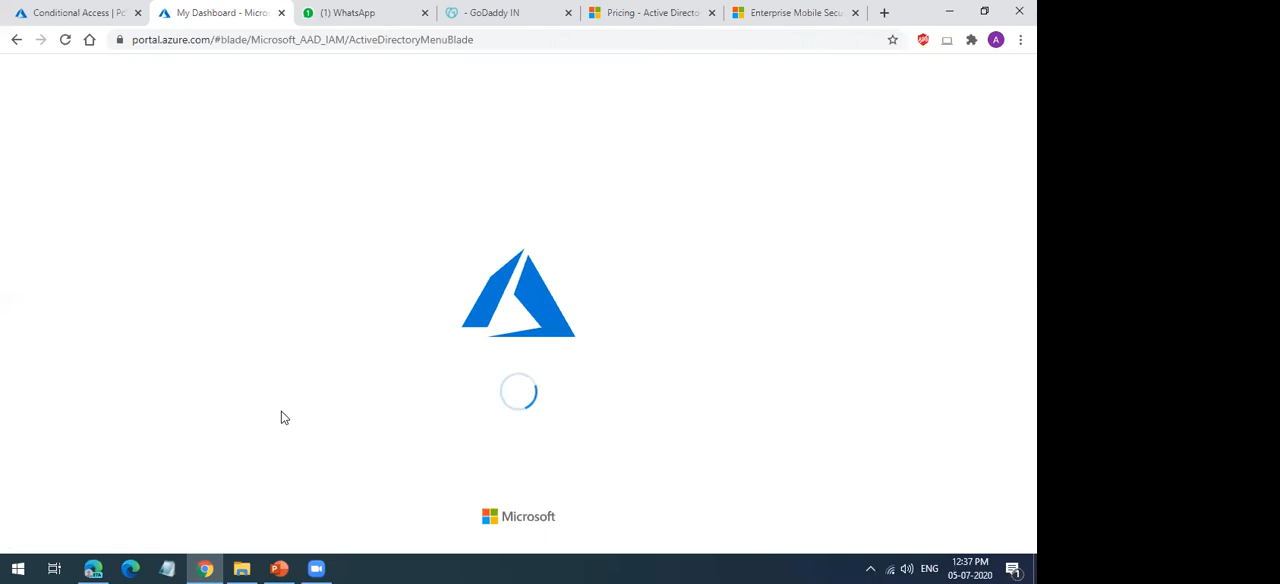 Conditional Access | Po
My Dashboard - Micros
(1) WhatsApp
- GoDaddy IN
Pricing - Active Directo
Enterprise Mobile Secu
portal.azure.com/#blade/Microsoft_AAD_IAM/ActiveDirectoryMenuBlade
A
Microsoft
ENG
12:37 PM
05-07-2020